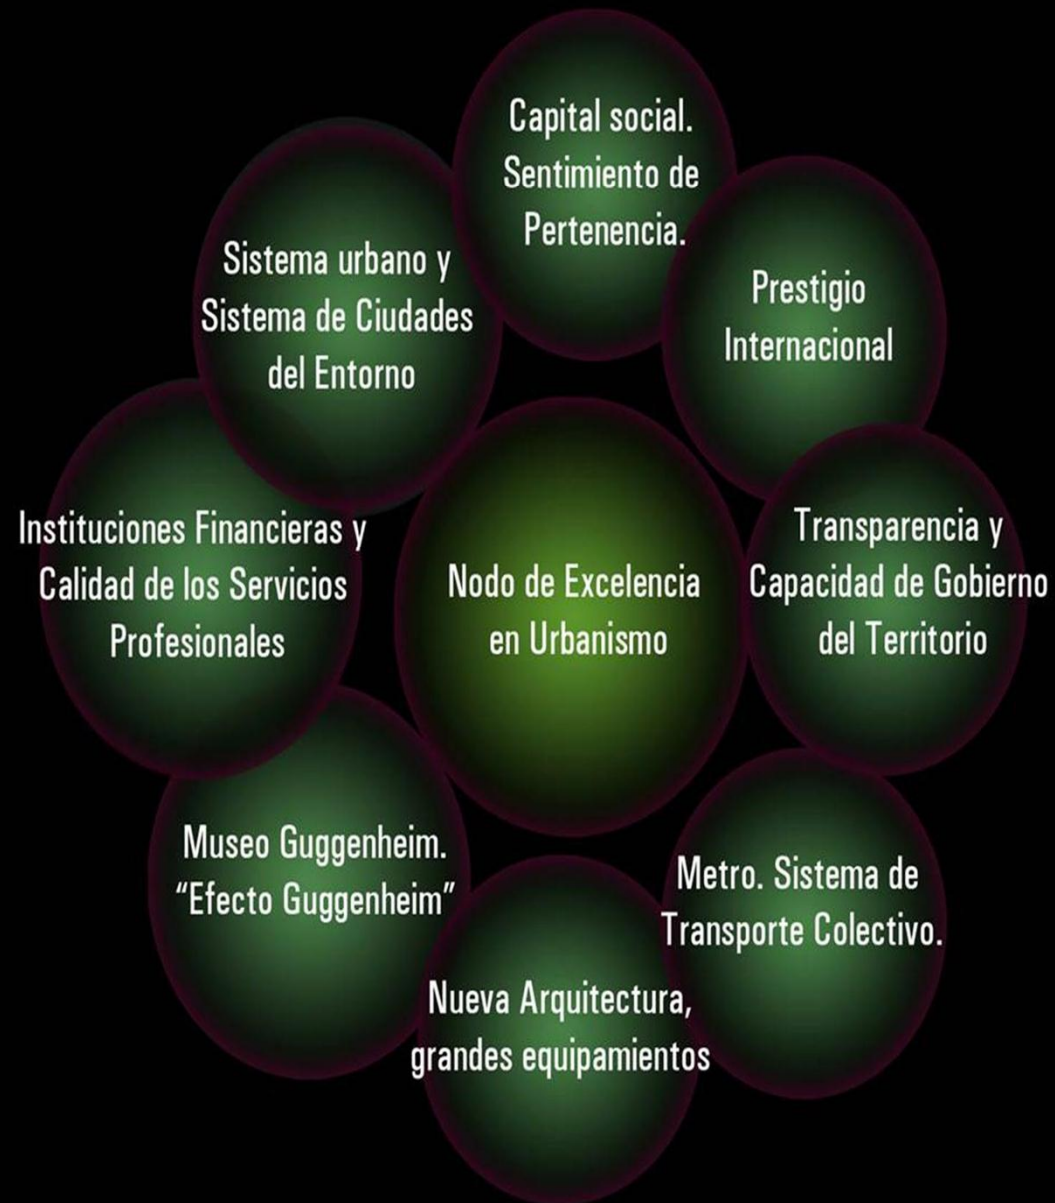 Capital social.
Sentimiento de
Pertenencia.
Prestigio
Internacional
Transparencia y
Capacidad de Gobierno
del Territorio
Metro. Sistema de
Transporte Colectivo.
Nueva Arquitectura,
grandes equipamientos
Museo Guggenheim.
“Efecto Guggenheim”
Instituciones Financieras y
Calidad de los Servicios
Profesionales
Sistema urbano y
Sistema de Ciudades
del Entorno
Nodo de Excelencia
en Urbanismo